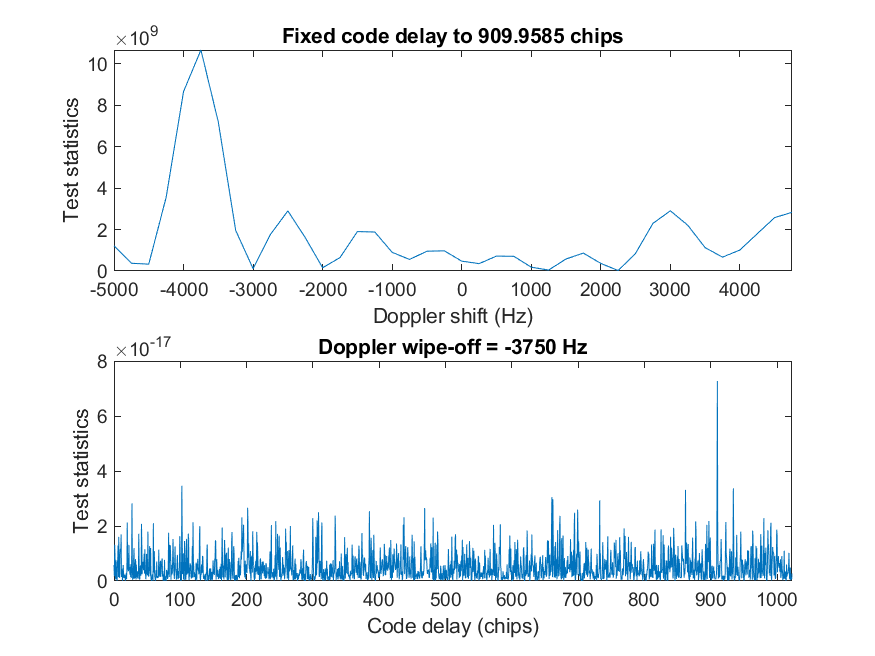 ×10^9
Fixed code delay to 909.9585 chips
10
8
6
4
2
0
Test statistics
-5000 -4000 -3000 -2000 -1000 0 1000 2000 3000 4000
Doppler shift (Hz)
×10^-17
Doppler wipe-off = -3750 Hz
8
6
4
2
0
Test statistics
0 100 200 300 400 500 600 700 800 900 1000
Code delay (chips)